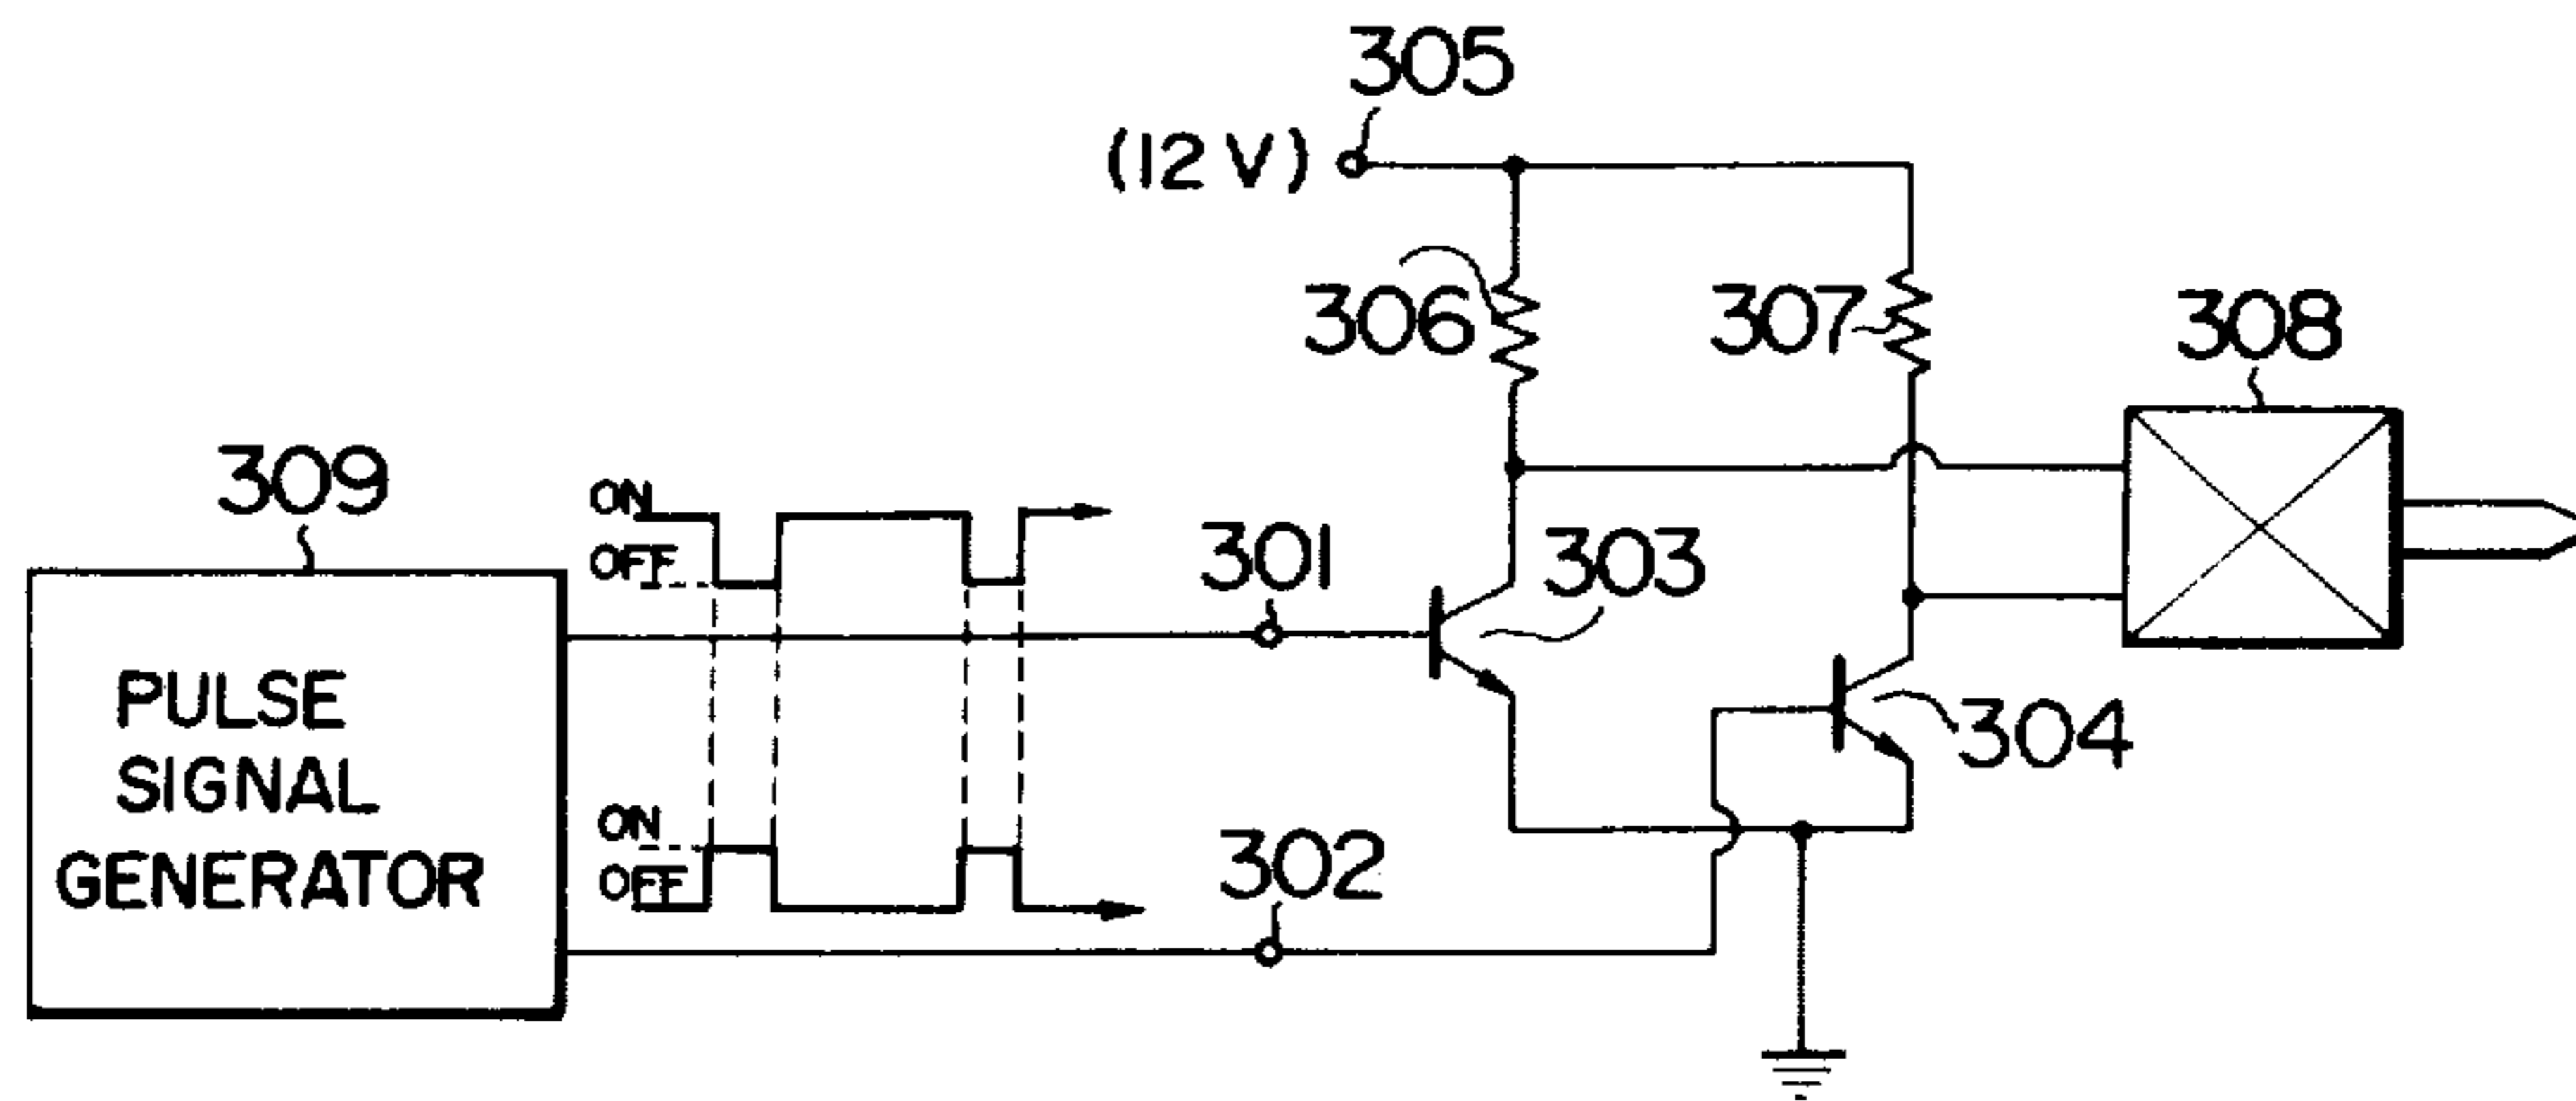 305
(12 V)
306
307
308
309
ON
OFF
301
303
PULSE
SIGNAL
GENERATOR
304
ON
OFF
302